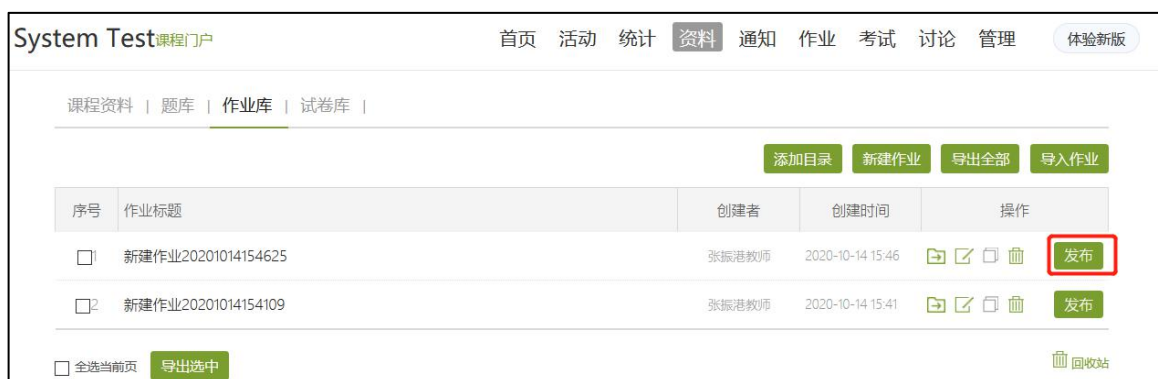 System Test课程门户 首页 活动 统计 资料 通知 作业 考试 讨论 管理 体验新版
课程资料 | 题库 | 作业库 | 试卷库 |
添加目录 新建作业 导出全部 导入作业
序号 作业标题 创建者 创建时间 操作
1 新建作业20201014154625 张振港教师 2020-10-14 15:46 发布
2 新建作业20201014154109 张振港教师 2020-10-14 15:41 发布
全选当前页 导出选中 回收站